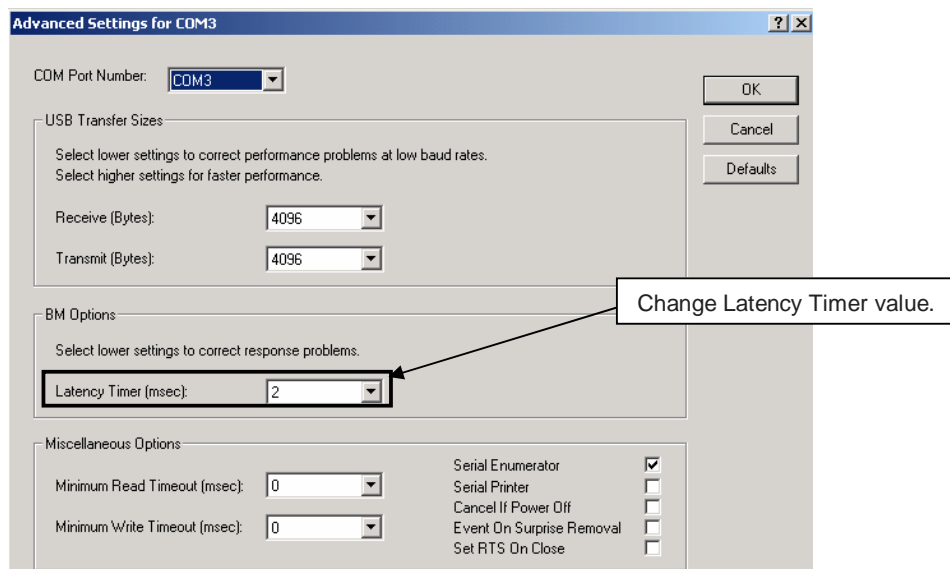 Advanced Settings for COM3
COM Port Number: COM3
OK
USB Transfer Sizes
Cancel
Select lower settings to correct performance problems at low baud rates.
Select higher settings for faster performance.
Defaults
Receive (Bytes): 4096
Transmit (Bytes): 4096
Change Latency Timer value.
BM Options
Select lower settings to correct response problems.
Latency Timer (msec): 2
Miscellaneous Options
Minimum Read Timeout (msec): 0
Minimum Write Timeout (msec): 0
Serial Enumerator
Serial Printer
Cancel If Power Off
Event On Surprise Removal
Set RTS On Close